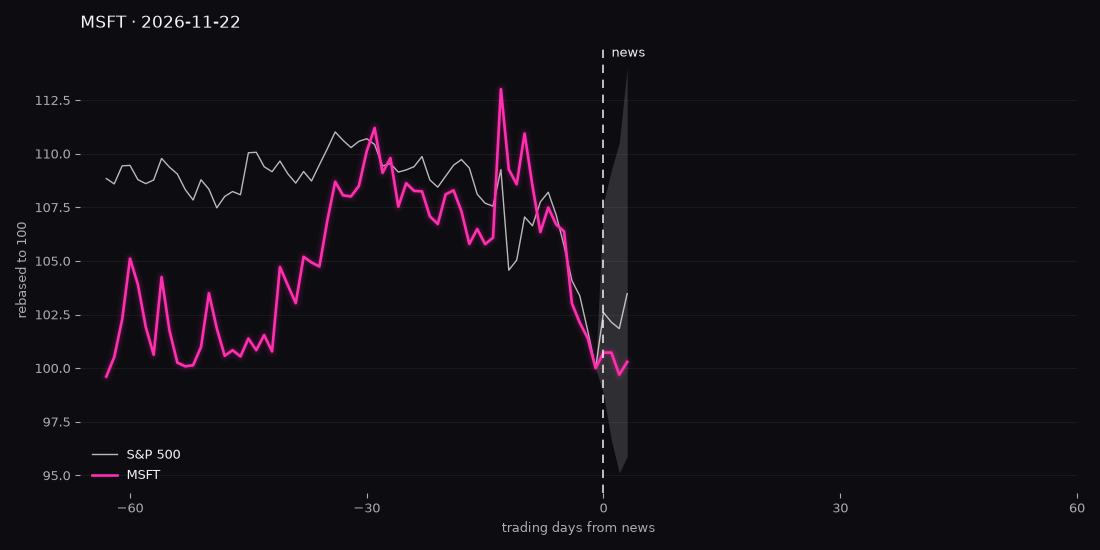 MSFT · 2026-11-22
news
112.5
110.0
107.5
105.0
102.5
100.0
97.5
95.0
rebased to 100
S&P 500
MSFT
−60
−30
0
30
60
trading days from news